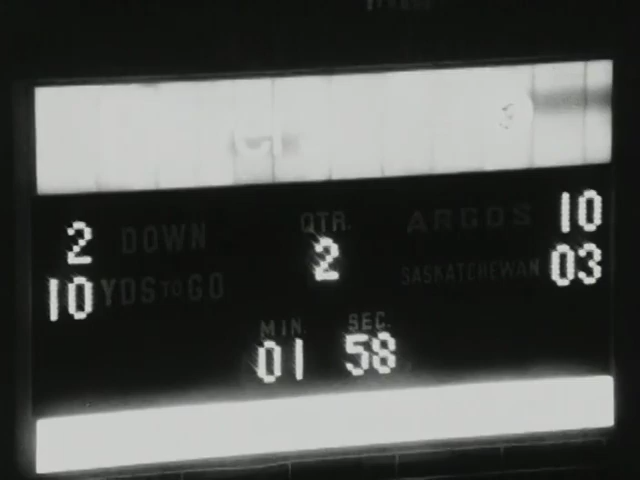 2 DOWN
10 YDS TO GO
QTR.
2
ARGOS 10
SASKATCHEWAN 03
MIN. SEC.
01 58